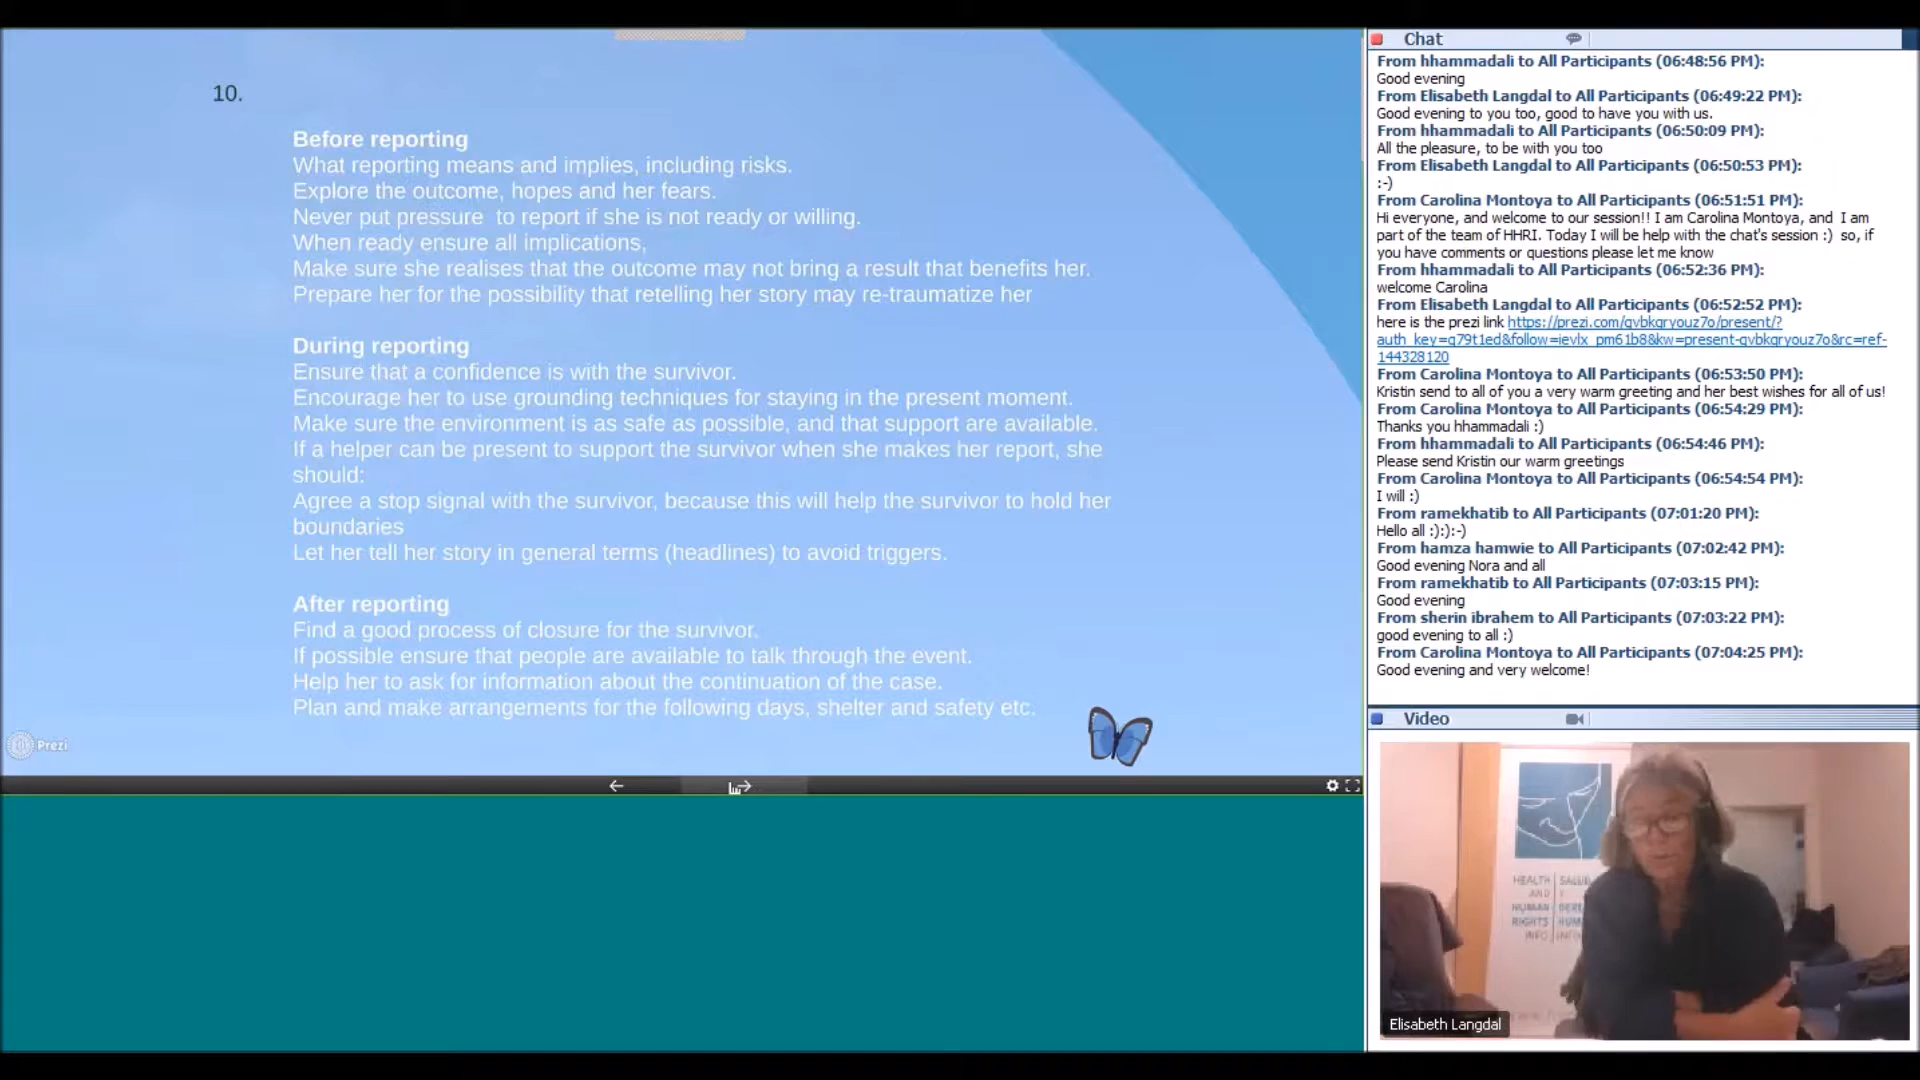 10.
Before reporting
What reporting means and implies, including risks.
Explore the outcome, hopes and her fears.
Never put pressure  to report if she is not ready or willing.
When ready ensure all implications,
Make sure she realises that the outcome may not bring a result that benefits her.
Prepare her for the possibility that retelling her story may re-traumatize her
During reporting
Ensure that a confidence is with the survivor.
Encourage her to use grounding techniques for staying in the present moment.
Make sure the environment is as safe as possible, and that support are available.
If a helper can be present to support the survivor when she makes her report, she
should:
Agree a stop signal with the survivor, because this will help the survivor to hold her
boundaries
Let her tell her story in general terms (headlines) to avoid triggers.
After reporting
Find a good process of closure for the survivor.
If possible ensure that people are available to talk through the event.
Help her to ask for information about the continuation of the case.
Plan and make arrangements for the following days, shelter and safety etc.
Prezi
Chat
From hhammadali to All Participants (06:48:56 PM):
Good evening
From Elisabeth Langdal to All Participants (06:49:22 PM):
Good evening to you too, good to have you with us.
From hhammadali to All Participants (06:50:09 PM):
All the pleasure, to be with you too
From Elisabeth Langdal to All Participants (06:50:53 PM):
:-)
From Carolina Montoya to All Participants (06:51:51 PM):
Hi everyone, and welcome to our session!! I am Carolina Montoya, and  I am
part of the team of HHRI. Today I will be help with the chat's session :)  so, if
you have comments or questions please let me know
From hhammadali to All Participants (06:52:36 PM):
welcome Carolina
From Elisabeth Langdal to All Participants (06:52:52 PM):
here is the prezi link https://prezi.com/gvbkgryouz7o/present/?
auth_key=q79t1ed&follow=ievlx_pm61b8&kw=present-gvbkgryouz7o&rc=ref-
144328120
From Carolina Montoya to All Participants (06:53:50 PM):
Kristin send to all of you a very warm greeting and her best wishes for all of us!
From Carolina Montoya to All Participants (06:54:29 PM):
Thanks you hhammadali :)
From hhammadali to All Participants (06:54:46 PM):
Please send Kristin our warm greetings
From Carolina Montoya to All Participants (06:54:54 PM):
I will :)
From ramekhatib to All Participants (07:01:20 PM):
Hello all :):):-)
From hamza hamwie to All Participants (07:02:42 PM):
Good evening Nora and all
From ramekhatib to All Participants (07:03:15 PM):
Good evening
From sherin ibrahem to All Participants (07:03:22 PM):
good evening to all :)
From Carolina Montoya to All Participants (07:04:25 PM):
Good evening and very welcome!
Video
HEALTH SALUD
AND
HUMAN
RIGHTS
INFO
Elisabeth Langdal